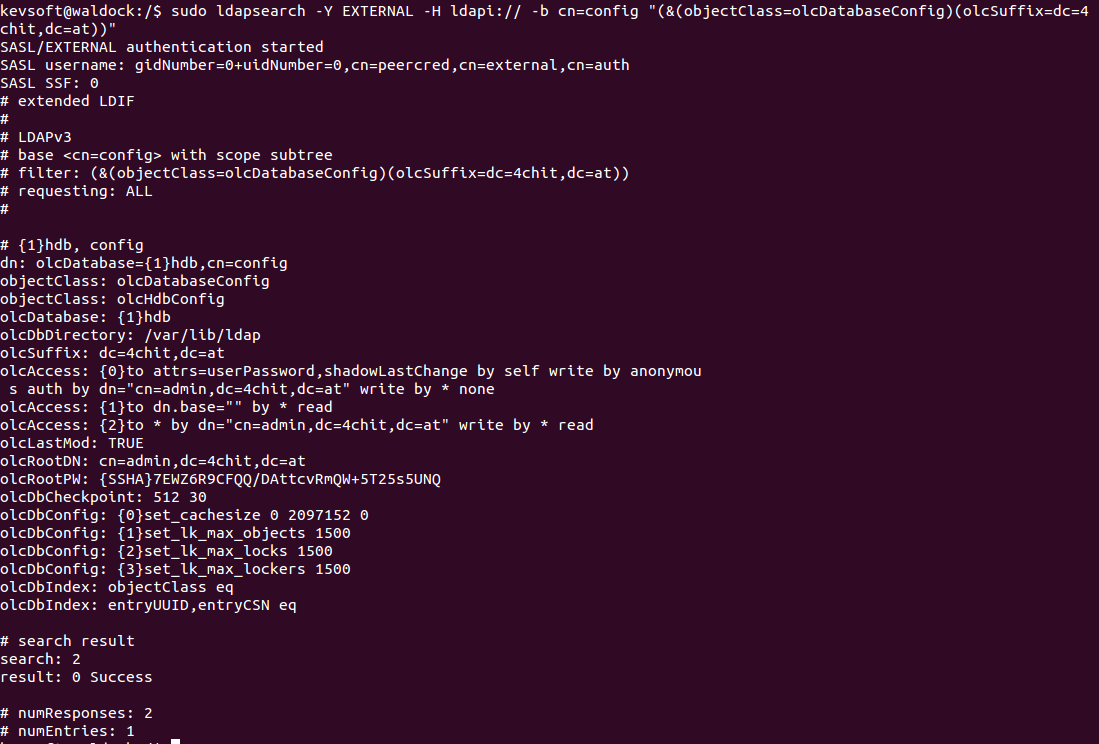 kevsoft@waldock:/$ sudo ldapsearch -Y EXTERNAL -H ldapi:// -b cn=config "(&(objectClass=olcDatabaseConfig)(olcSuffix=dc=4
chit,dc=at))"
SASL/EXTERNAL authentication started
SASL username: gidNumber=0+uidNumber=0,cn=peercred,cn=external,cn=auth
SASL SSF: 0
# extended LDIF
#
# LDAPv3
# base <cn=config> with scope subtree
# filter: (&(objectClass=olcDatabaseConfig)(olcSuffix=dc=4chit,dc=at))
# requesting: ALL
#

# {1}hdb, config
dn: olcDatabase={1}hdb,cn=config
objectClass: olcDatabaseConfig
objectClass: olcHdbConfig
olcDatabase: {1}hdb
olcDbDirectory: /var/lib/ldap
olcSuffix: dc=4chit,dc=at
olcAccess: {0}to attrs=userPassword,shadowLastChange by self write by anonymou
 s auth by dn="cn=admin,dc=4chit,dc=at" write by * none
olcAccess: {1}to dn.base="" by * read
olcAccess: {2}to * by dn="cn=admin,dc=4chit,dc=at" write by * read
olcLastMod: TRUE
olcRootDN: cn=admin,dc=4chit,dc=at
olcRootPW: {SSHA}7EWZ6R9CFQQ/DAttcvRmQW+5T25s5UNQ
olcDbCheckpoint: 512 30
olcDbConfig: {0}set_cachesize 0 2097152 0
olcDbConfig: {1}set_lk_max_objects 1500
olcDbConfig: {2}set_lk_max_locks 1500
olcDbConfig: {3}set_lk_max_lockers 1500
olcDbIndex: objectClass eq
olcDbIndex: entryUUID,entryCSN eq

# search result
search: 2
result: 0 Success

# numResponses: 2
# numEntries: 1